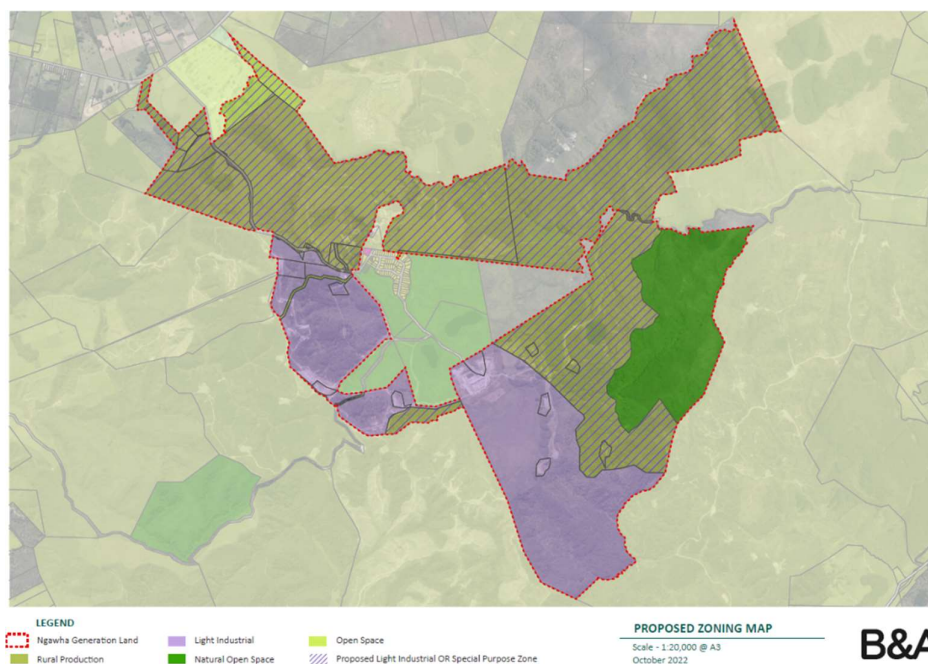 LEGEND
Ngawha Generation Land
Light Industrial
Open Space
Rural Production
Natural Open Space
Proposed Light Industrial OR Special Purpose Zone
PROPOSED ZONING MAP
Scale - 1:20,000 @ A3
October 2022
B&A